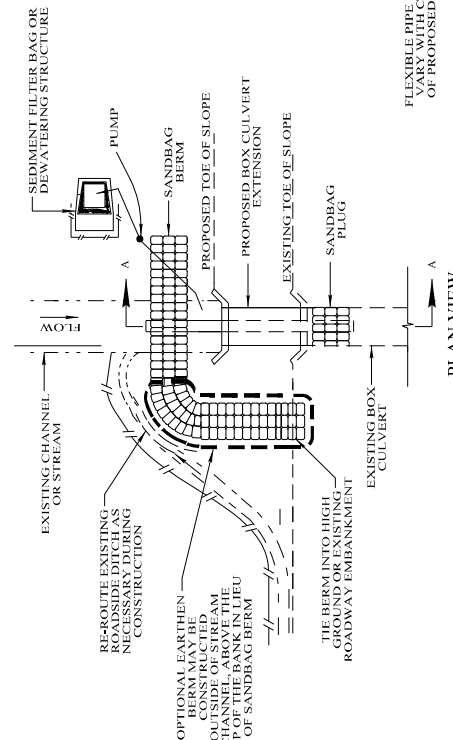 SEDIMENT FILTER BAG OR
DEWATERING STRUCTURE
PUMP
SANDBAG
BERM
PROPOSED TOE OF SLOPE
PROPOSED BOX CULVERT
EXTENSION
EXISTING TOE OF SLOPE
SANDBAG
PLUG
A
A
FLOW
EXISTING CHANNEL
OR STREAM
RE-ROUTE EXISTING
ROADSIDE DITCH AS
NECESSARY DURING
CONSTRUCTION
OPTIONAL EARTHEN
BERM MAY BE
CONSTRUCTED
OUTSIDE OF STREAM
CHANNEL, ABOVE THE
P OF THE BANK IN LIEU
OF SANDBAG BERM
TIE BERM INTO HIGH
GROUND OR EXISTING
ROADWAY EMBANKMENT
EXISTING BOX
CULVERT
PLAN VIEW
FLEXIBLE PIPE
VARY WITH C
OF PROPOSED